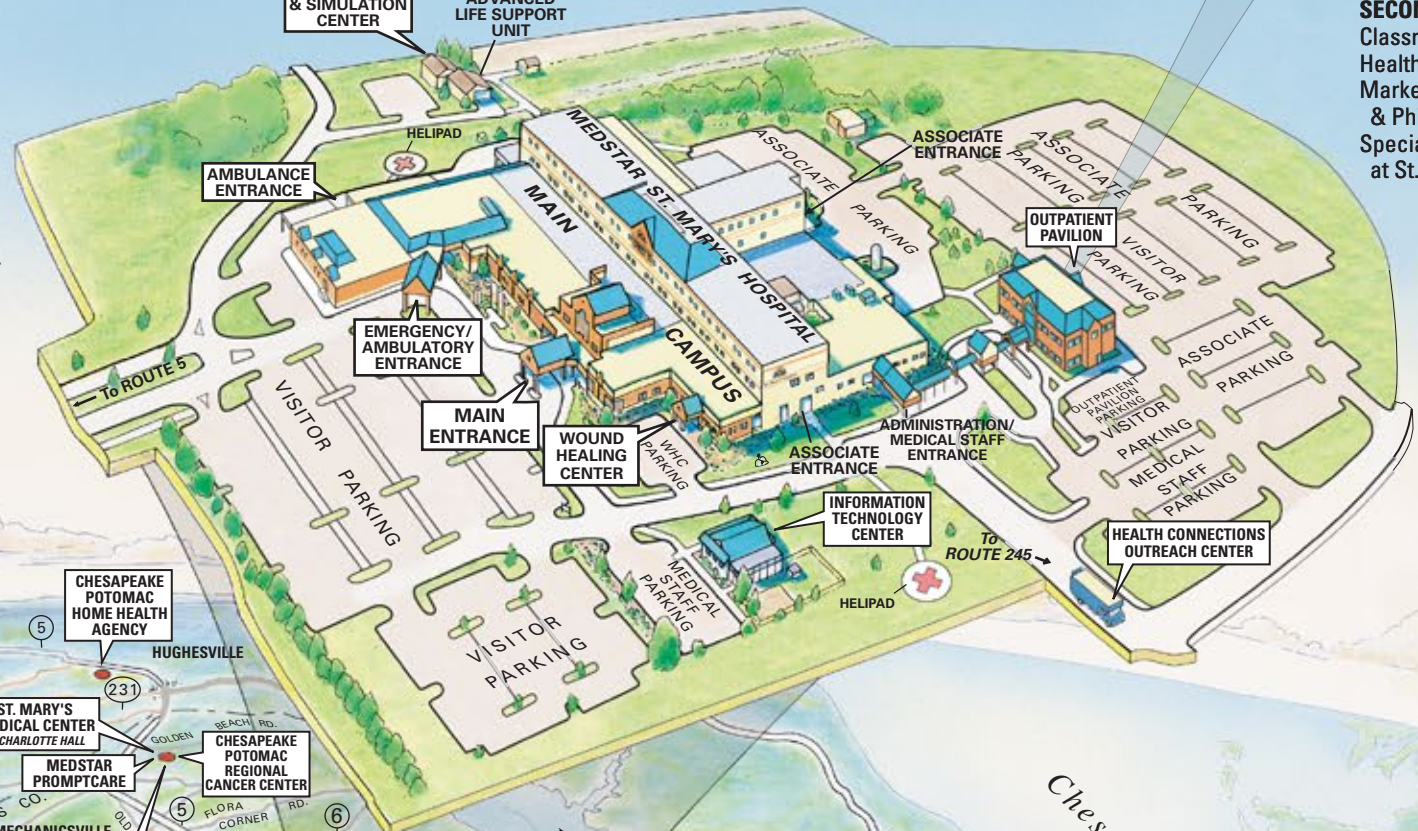 & SIMULATION
CENTER
ADVANCED
LIFE SUPPORT
UNIT
HELIPAD
AMBULANCE
ENTRANCE
MEDSTAR ST. MARY'S HOSPITAL
MAIN
CAMPUS
ASSOCIATE
PARKING
ASSOCIATE
ENTRANCE
ASSOCIATE
PARKING
PARKING
VISITOR
PARKING
OUTPATIENT
PAVILION
EMERGENCY/
AMBULATORY
ENTRANCE
To ROUTE 5
VISITOR
PARKING
MAIN
ENTRANCE
WOUND
HEALING
CENTER
WHC
PARKING
ASSOCIATE
ENTRANCE
ADMINISTRATION/
MEDICAL STAFF
ENTRANCE
OUTPATIENT
PAVILION
PARKING
ASSOCIATE
PARKING
VISITOR
PARKING
MEDICAL
STAFF
PARKING
INFORMATION
TECHNOLOGY
CENTER
To
ROUTE 245
HEALTH CONNECTIONS
OUTREACH CENTER
HELIPAD
MEDICAL
STAFF
PARKING
VISITOR
PARKING
CHESAPEAKE
POTOMAC
HOME HEALTH
AGENCY
5
HUGHESVILLE
231
ST. MARY'S
DICAL CENTER
CHARLOTTE HALL
GOLDEN BEACH RD.
MEDSTAR
PROMPTCARE
CHESAPEAKE
POTOMAC
REGIONAL
CANCER CENTER
S CO.
OLD
5
FLORA
CORNER
RD.
6
MECHANICSVILLE
Ches
SECO
Classr
Health
Marke
& Ph
Specia
at St.